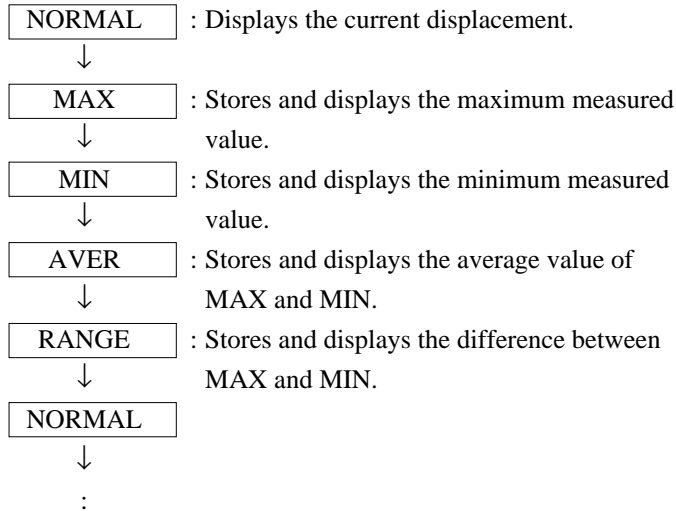 NORMAL : Displays the current displacement.
↓
MAX : Stores and displays the maximum measured
↓ value.
MIN : Stores and displays the minimum measured
↓ value.
AVER : Stores and displays the average value of
↓ MAX and MIN.
RANGE : Stores and displays the difference between
↓ MAX and MIN.
NORMAL
↓
: